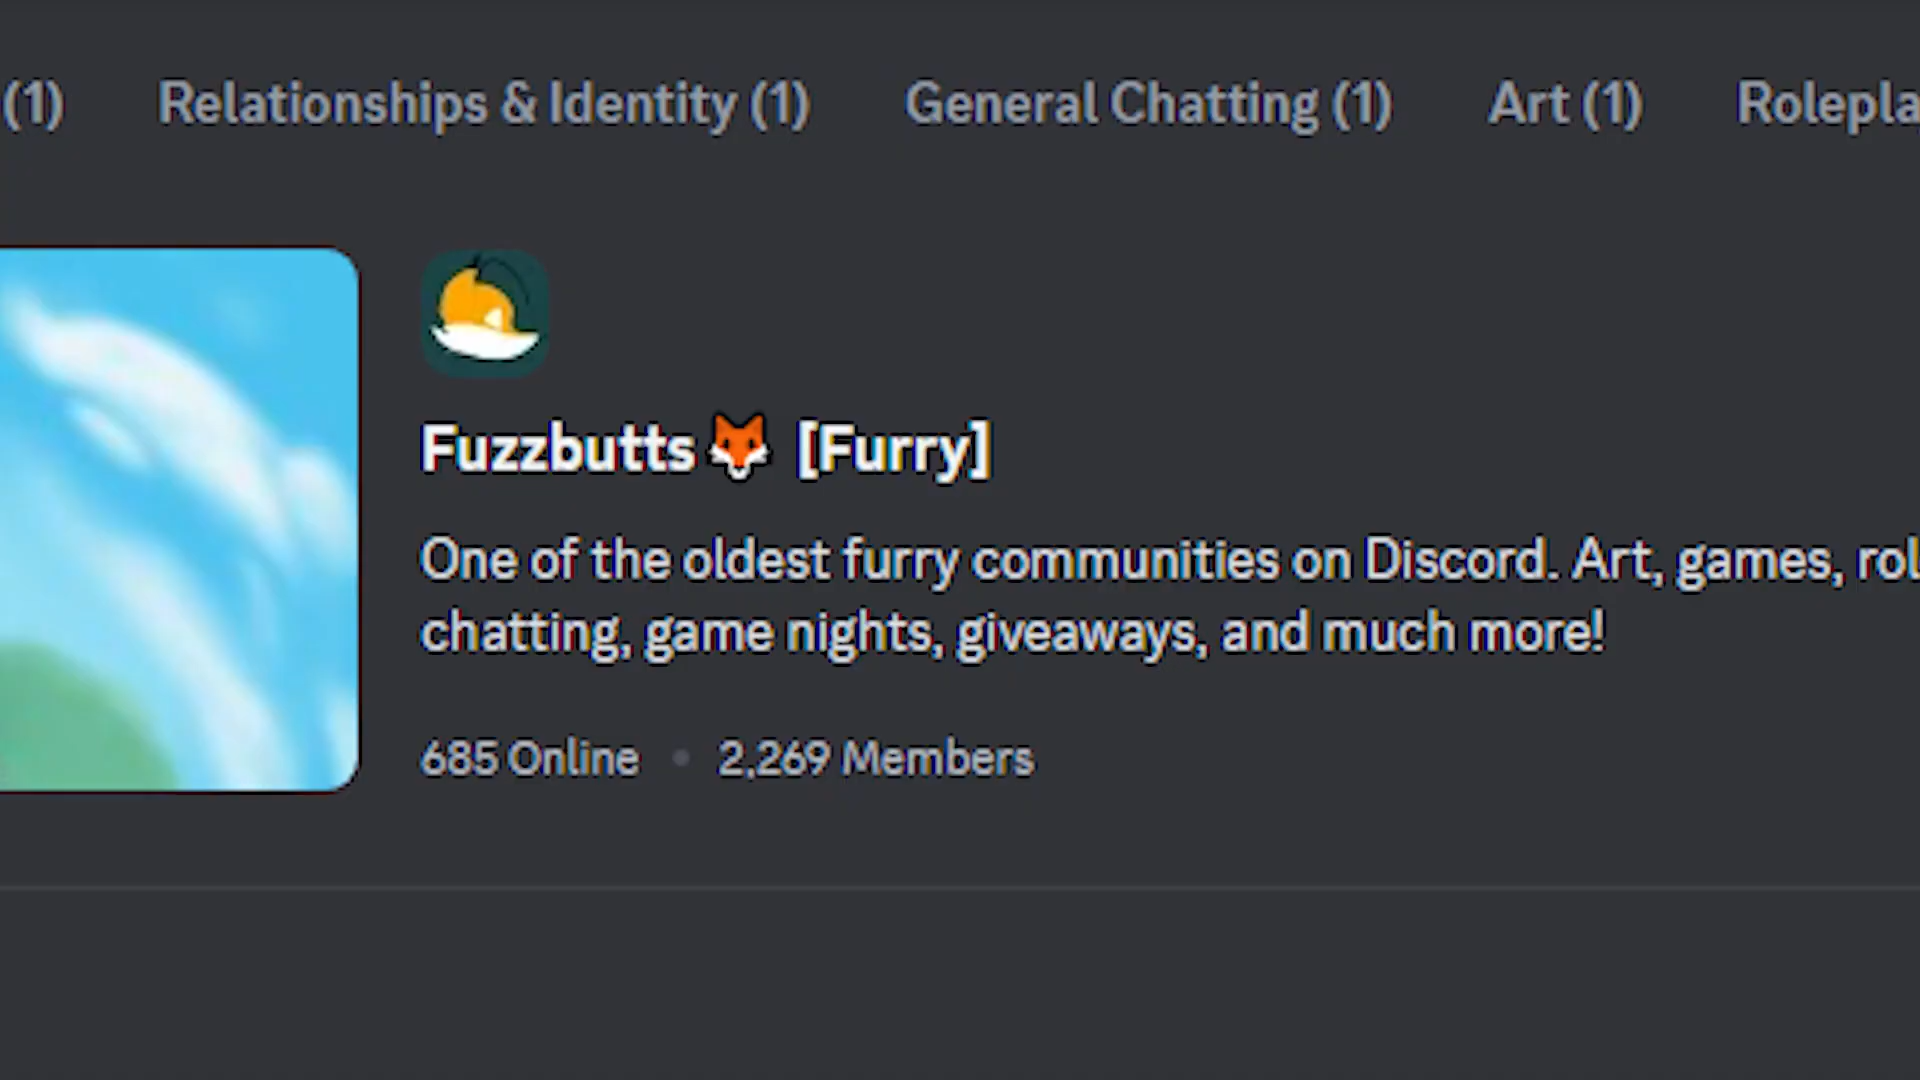 (1) Relationships & Identity (1) General Chatting (1) Art (1)
Fuzzbutts🦊 [Furry]
One of the oldest furry communities on Discord. Art, games,
chatting, game nights, giveaways, and much more!
685 Online • 2,269 Members